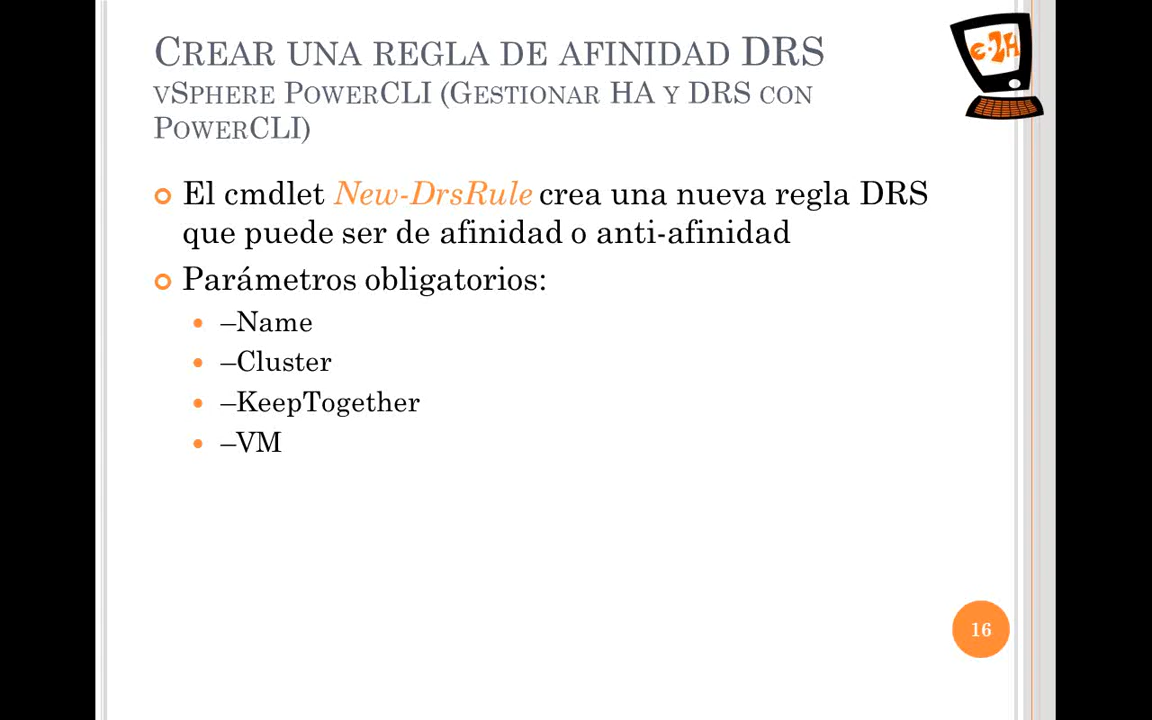 CREAR UNA REGLA DE AFINIDAD DRS
VSPHERE POWERCLI (GESTIONAR HA Y DRS CON
POWERCLI)
e-2H
El cmdlet New-DrsRule crea una nueva regla DRS
que puede ser de afinidad o anti-afinidad
Parámetros obligatorios:
–Name
–Cluster
–KeepTogether
–VM
16